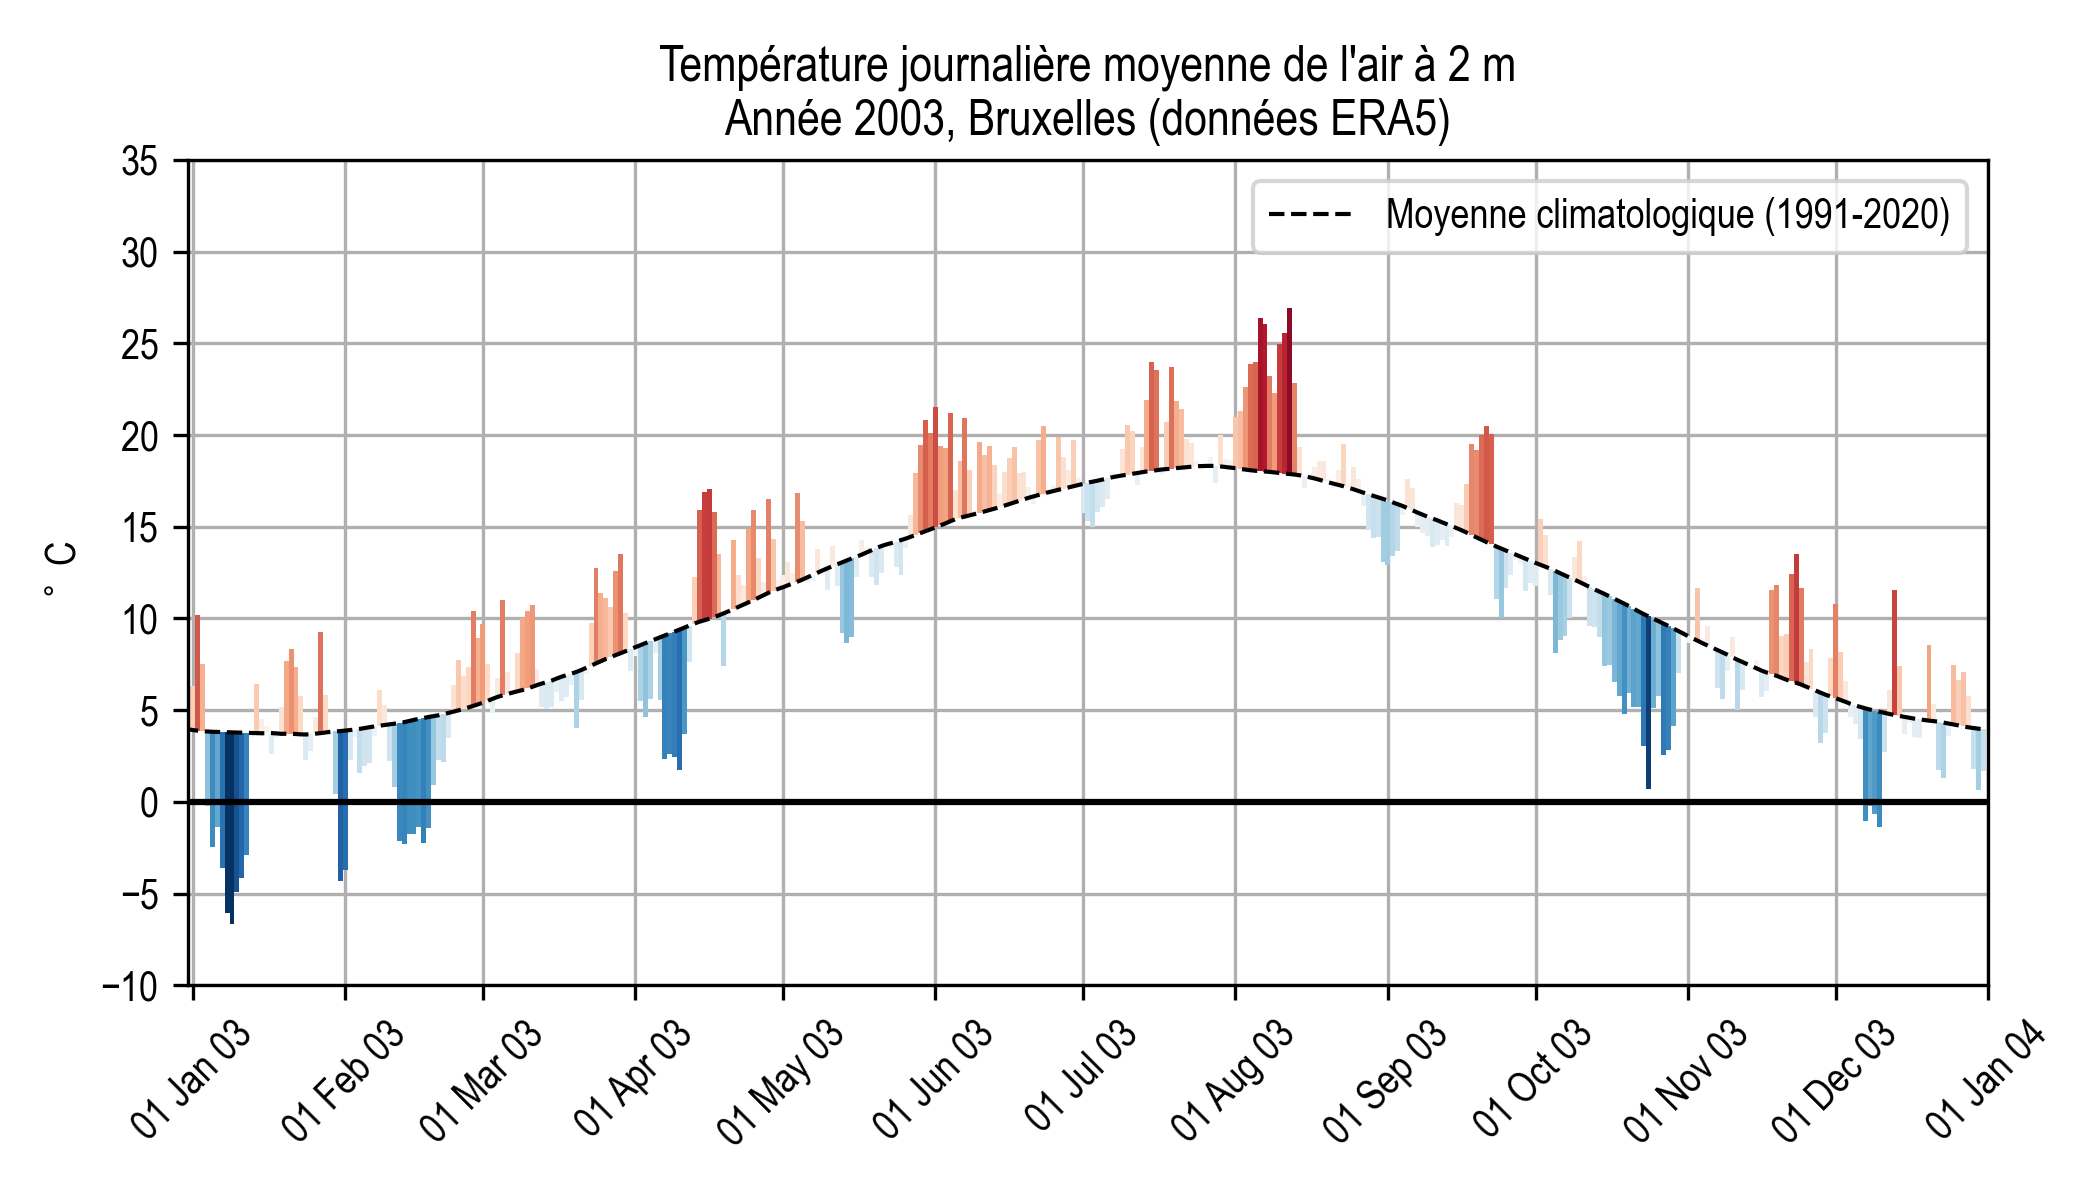 Température journalière moyenne de l'air à 2 m
Année 2003, Bruxelles (données ERA5)
Moyenne climatologique (1991-2020)
° C
35
30
25
20
15
10
5
0
−5
−10
01 Jan 03
01 Feb 03
01 Mar 03
01 Apr 03
01 May 03
01 Jun 03
01 Jul 03
01 Aug 03
01 Sep 03
01 Oct 03
01 Nov 03
01 Dec 03
01 Jan 04